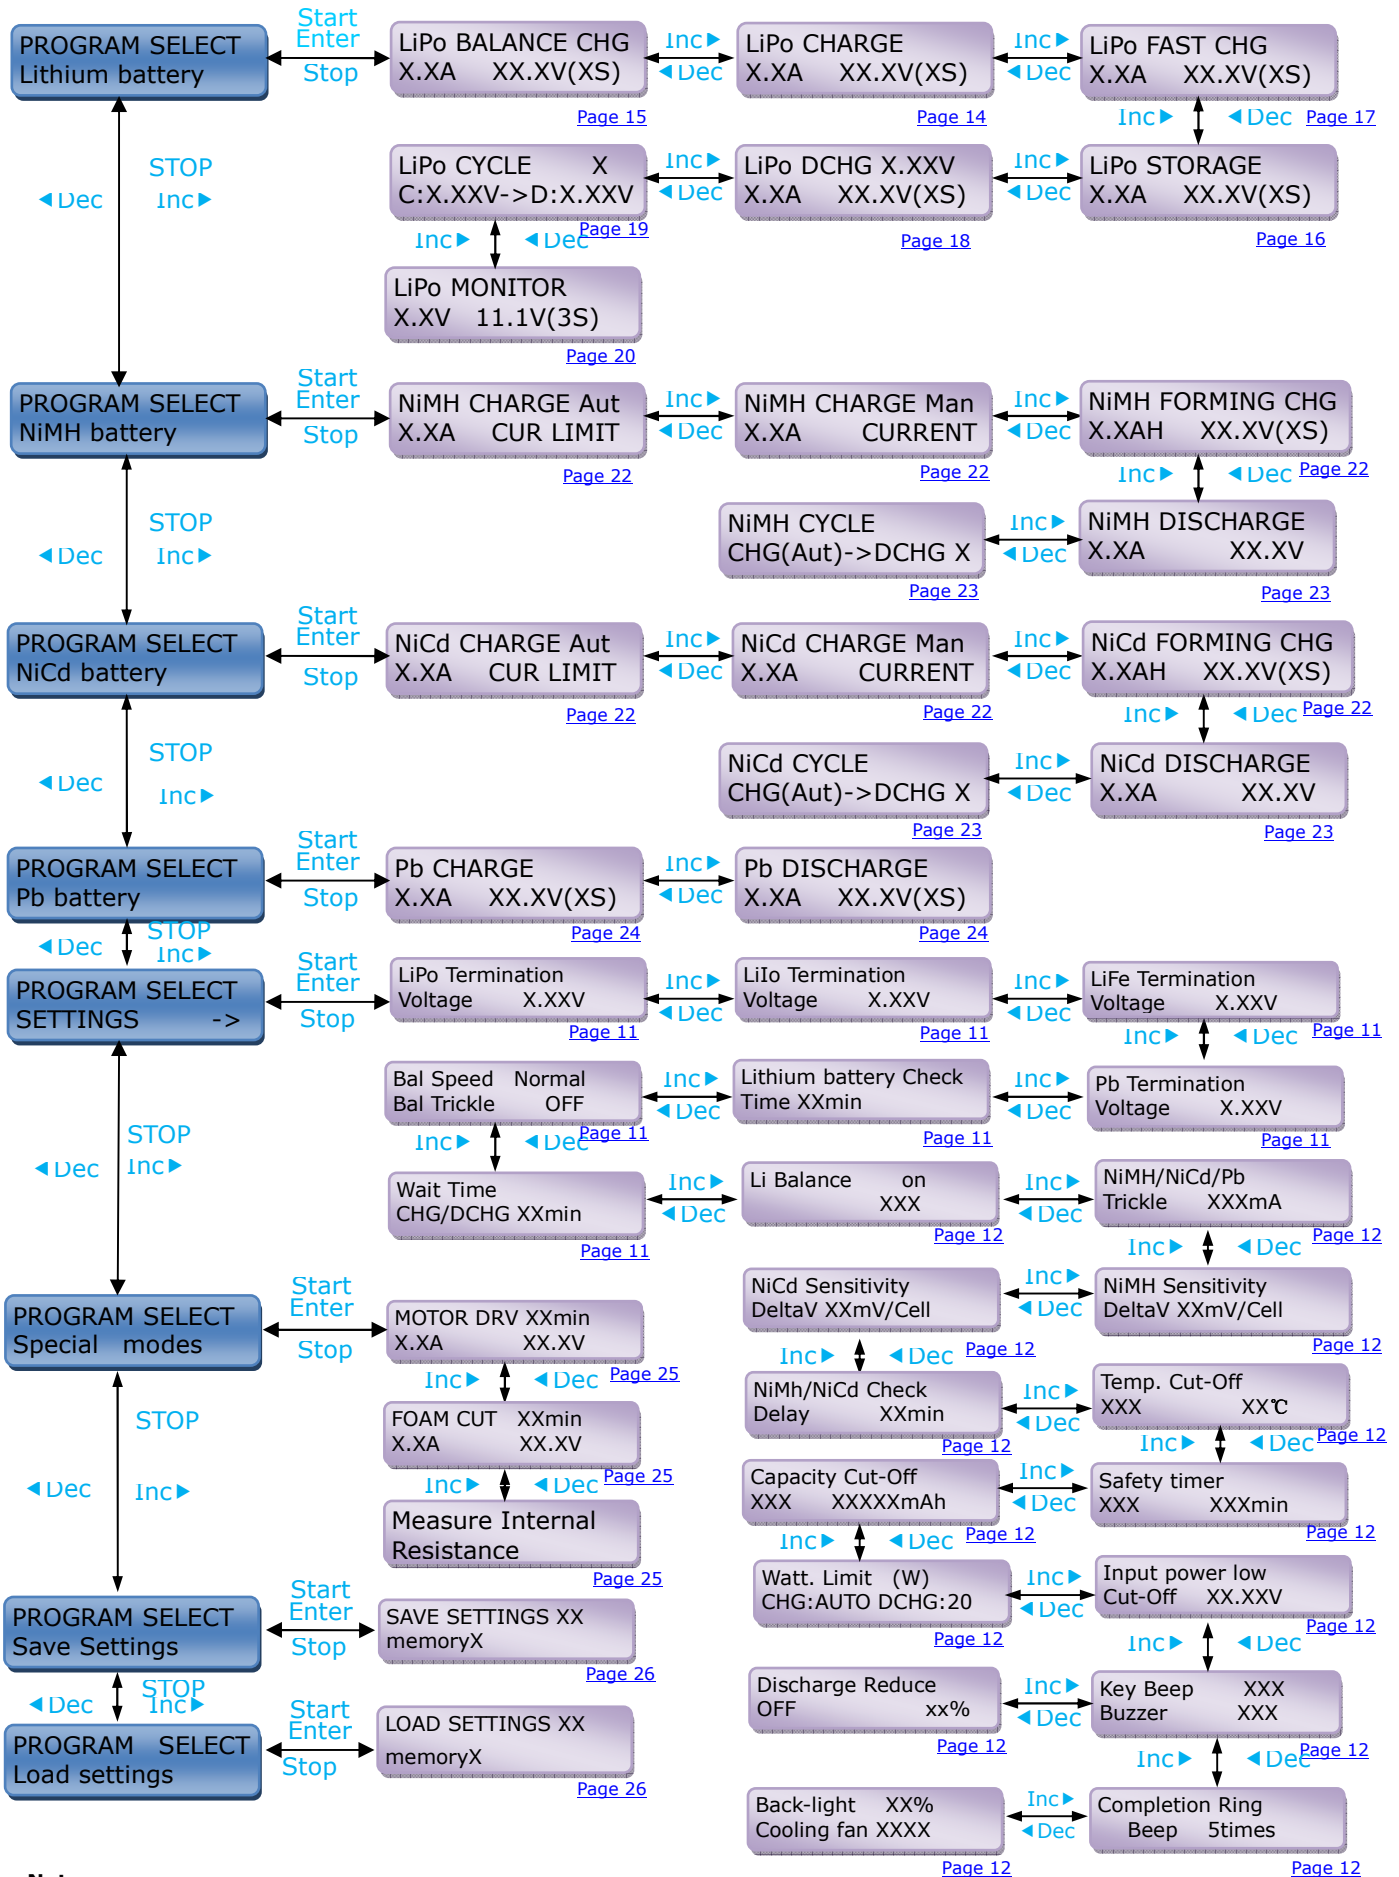 Start
Enter
Stop
PROGRAM SELECT
Lithium battery
LiPo BALANCE CHG
X.XA XX.XV(XS)
Inc►
◄Dec
LiPo CHARGE
X.XA XX.XV(XS)
Inc►
◄Dec
LiPo FAST CHG
X.XA XX.XV(XS)
Page 15
Page 14
Inc► ◄Dec
Page 17
STOP
◄Dec Inc►
LiPo CYCLE X
C:X.XXV->D:X.XXV
Inc►
◄Dec
LiPo DCHG X.XXV
X.XA XX.XV(XS)
Inc►
◄Dec
LiPo STORAGE
X.XA XX.XV(XS)
Page 19
Inc► ◄Dec
Page 18
Page 16
LiPo MONITOR
X.XV 11.1V(3S)
Page 20
PROGRAM SELECT
NiMH battery
Start
Enter
Stop
NiMH CHARGE Aut
X.XA CUR LIMIT
Inc►
◄Dec
NiMH CHARGE Man
X.XA CURRENT
Inc►
◄Dec
NiMH FORMING CHG
X.XAH XX.XV(XS)
Page 22
Page 22
Inc► ◄Dec
Page 22
STOP
◄Dec Inc►
NiMH CYCLE
CHG(Aut)->DCHG X
Inc►
◄Dec
NiMH DISCHARGE
X.XA XX.XV
Page 23
Page 23
PROGRAM SELECT
NiCd battery
Start
Enter
Stop
NiCd CHARGE Aut
X.XA CUR LIMIT
Inc►
◄Dec
NiCd CHARGE Man
X.XA CURRENT
Inc►
◄Dec
NiCd FORMING CHG
X.XAH XX.XV(XS)
Page 22
Page 22
Inc► ◄Dec
Page 22
STOP
◄Dec
Inc►
NiCd CYCLE
CHG(Aut)->DCHG X
Inc►
◄Dec
NiCd DISCHARGE
X.XA XX.XV
Page 23
Page 23
PROGRAM SELECT
Pb battery
Start
Enter
Stop
Pb CHARGE
X.XA XX.XV(XS)
Inc►
◄Dec
Pb DISCHARGE
X.XA XX.XV(XS)
Page 24
Page 24
STOP
◄Dec Inc►
PROGRAM SELECT
SETTINGS ->
Start
Enter
Stop
LiPo Termination
Voltage X.XXV
Inc►
◄Dec
LiIo Termination
Voltage X.XXV
Inc►
◄Dec
LiFe Termination
Voltage X.XXV
Page 11
Page 11
Inc► ◄Dec
Page 11
Bal Speed Normal
Bal Trickle OFF
Inc►
◄Dec
Lithium battery Check
Time XXmin
Inc►
◄Dec
Pb Termination
Voltage X.XXV
Page 11
Inc► ◄Dec
Page 11
Page 11
STOP
◄Dec Inc►
Wait Time
CHG/DCHG XXmin
Inc►
◄Dec
Li Balance on
XXX
Inc►
◄Dec
NiMH/NiCd/Pb
Trickle XXXmA
Page 11
Page 12
Inc► ◄Dec
Page 12
NiCd Sensitivity
DeltaV XXmV/Cell
Inc►
◄Dec
NiMH Sensitivity
DeltaV XXmV/Cell
Inc► ◄Dec
Page 12
Page 12
PROGRAM SELECT
Special modes
Start
Enter
Stop
MOTOR DRV XXmin
X.XA XX.XV
Page 25
Inc► ◄Dec
NiMh/NiCd Check
Delay XXmin
Inc►
◄Dec
Temp. Cut-Off
XXX XX℃
Page 12
Inc► ◄Dec
Page 12
STOP
◄Dec Inc►
FOAM CUT XXmin
X.XA XX.XV
Page 25
Inc► ◄Dec
Capacity Cut-Off
XXX XXXXXmAh
Inc►
◄Dec
Safety timer
XXX XXXmin
Inc► ◄Dec
Page 12
Page 12
Measure Internal
Resistance
Page 25
Watt. Limit (W)
CHG:AUTO DCHG:20
Inc►
◄Dec
Input power low
Cut-Off XX.XXV
Page 12
Inc► ◄Dec
Page 12
PROGRAM SELECT
Save Settings
Start
Enter
Stop
SAVE SETTINGS XX
memoryX
Page 26
Discharge Reduce
OFF xx%
Inc►
◄Dec
Key Beep XXX
Buzzer XXX
Page 12
Inc► ◄Dec
Page 12
STOP
◄Dec Inc►
PROGRAM SELECT
Load settings
Start
Enter
Stop
LOAD SETTINGS XX
memoryX
Page 26
Back-light XX%
Cooling fan XXXX
Inc►
◄Dec
Completion Ring
Beep 5times
Page 12
Page 12